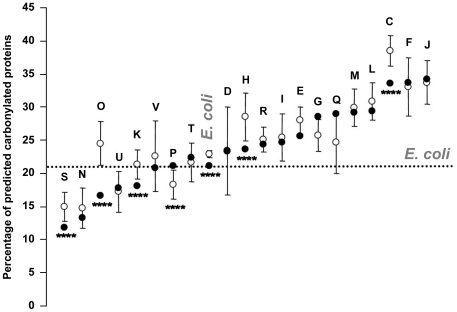 Percentage of predicted carbonylated proteins
45
40
35
30
25
20
15
10
5
0
S
N
O
U
K
V
P
T
E. coli
D
H
R
I
E
G
Q
M
L
C
F
J
E. coli
****
****
****
****
****
****
****